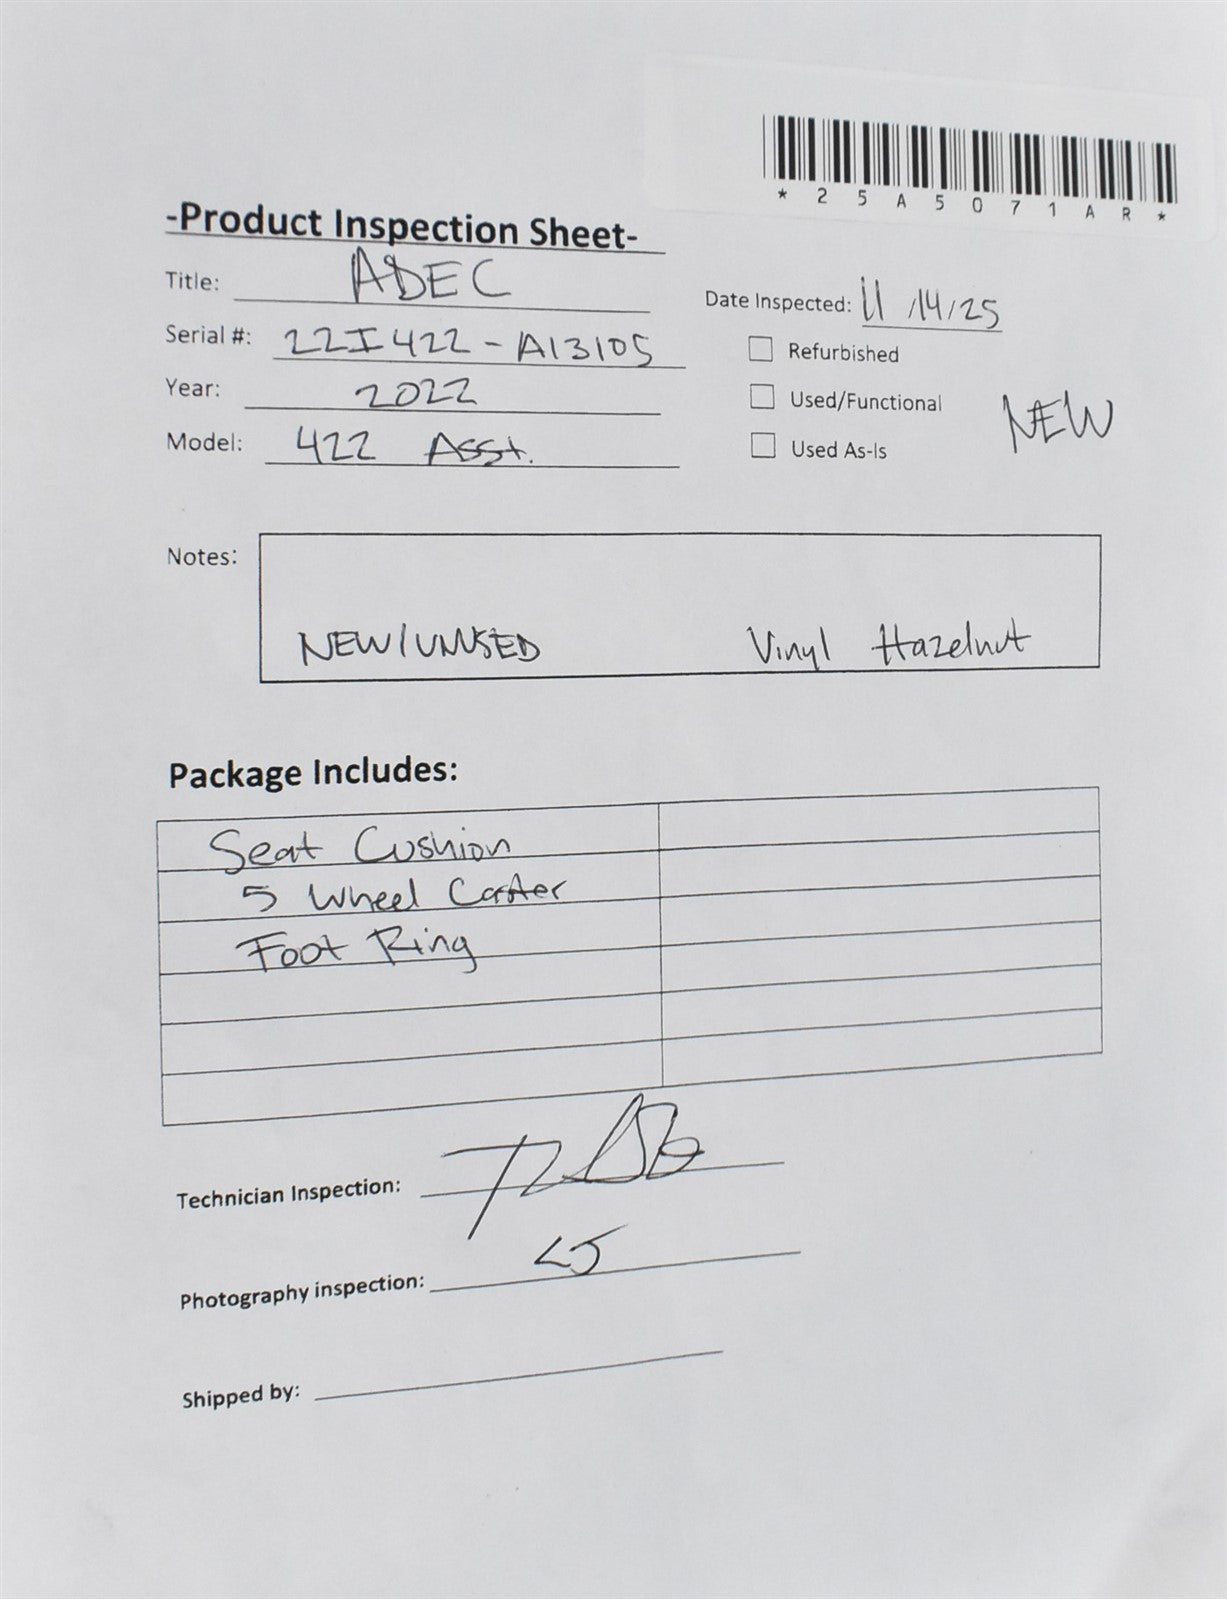 *25A5071AR*
-Product Inspection Sheet-
Title: ADEC
Date Inspected: 11/14/25
Serial #: 22I422-A13105
Refurbished
Year: 2022
Used/Functional
NEW
Model: 422 Asst.
Used As-Is
Notes:
NEW/UNUSED Vinyl Hazelnut
Package Includes:
Seat Cushion
5 Wheel Caster
Foot Ring
Technician Inspection:
Photography inspection: LJ
Shipped by: